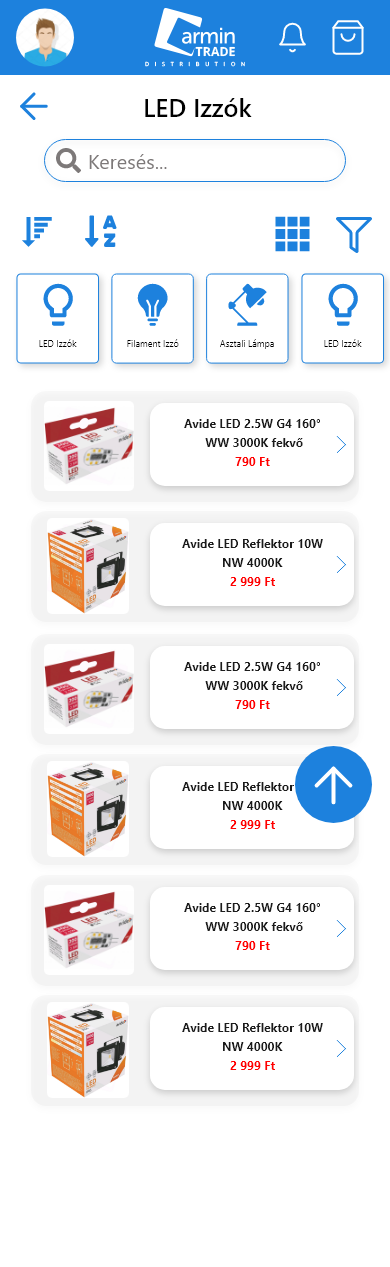 Carmin
TRADE
DISTRIBUTION
LED Izzók
Keresés...
A
Z
LED Izzók
Filament Izzó
Asztali Lámpa
LED Izzók
Avide LED 2.5W G4 160°
WW 3000K fekvő
790 Ft
Avide LED Reflektor 10W
NW 4000K
2 999 Ft
Avide LED 2.5W G4 160°
WW 3000K fekvő
790 Ft
Avide LED Reflektor
NW 4000K
2 999 Ft
Avide LED 2.5W G4 160°
WW 3000K fekvő
790 Ft
Avide LED Reflektor 10W
NW 4000K
2 999 Ft